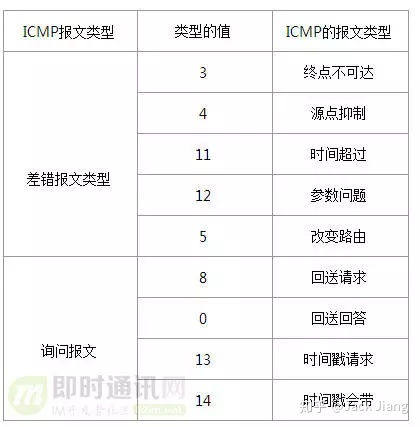 ICMP报文类型 类型的值 ICMP的报文类型
3 终点不可达
4 源点抑制
11 时间超过
差错报文类型 12 参数问题
5 改变路由
8 回送请求
0 回送回答
询问报文 13 时间戳请求
14 时间戳会带
即时通讯网
知乎 @Jack Jiang